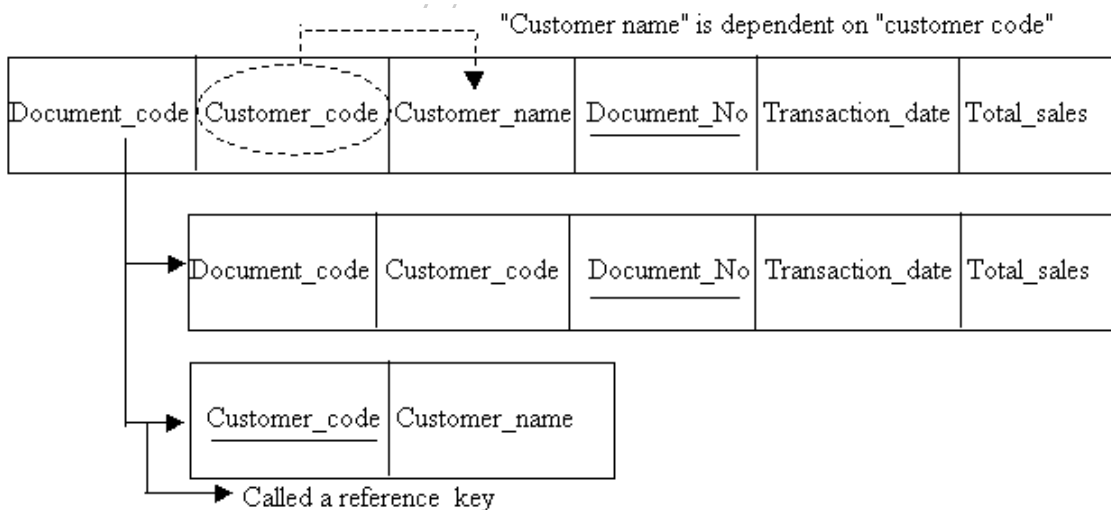 "Customer name" is dependent on "customer code"
Document_code Customer_code Customer_name Document_No Transaction_date Total_sales
Document_code Customer_code Document_No Transaction_date Total_sales
Customer_code Customer_name
Called a reference key